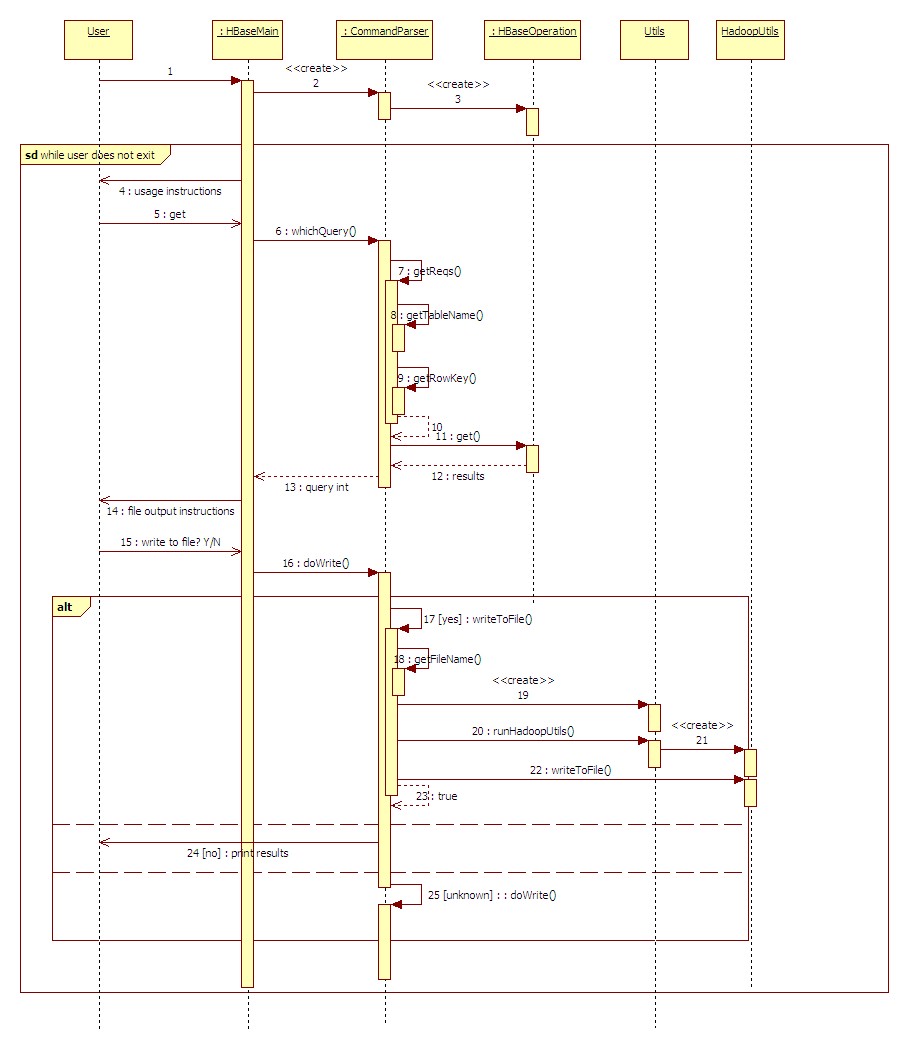 User
: HBaseMain
: CommandParser
: HBaseOperation
Utils
HadoopUtils
1
<<create>>
2
<<create>>
3
sd while user does not exit
4 : usage instructions
5 : get
6 : whichQuery()
7 : getReqs()
8 : getTableName()
9 : getRowKey()
10
11 : get()
12 : results
13 : query int
14 : file output instructions
15 : write to file? Y/N
16 : doWrite()
alt
17 [yes] : writeToFile()
18 : getFileName()
<<create>>
19
20 : runHadoopUtils()
<<create>>
21
22 : writeToFile()
23 : true
24 [no] : print results
25 [unknown] : : doWrite()